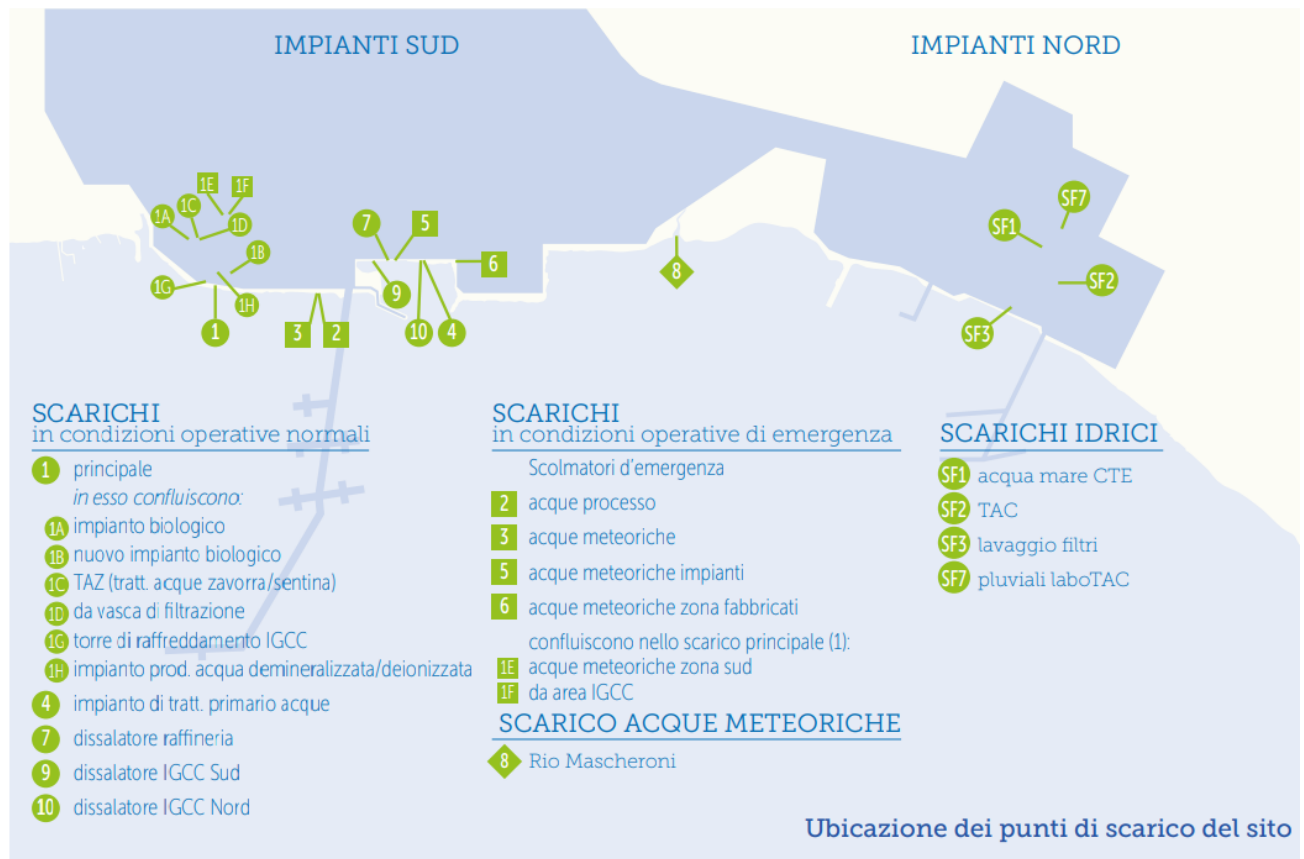 IMPIANTI SUD
IMPIANTI NORD
1E
1F
1C
1A
1D
1B
1G
1H
1
3
2
7
5
6
9
10
4
8
SF7
SF1
SF2
SF3
SCARICHI
in condizioni operative normali
1 principale
in esso confluiscono:
1A impianto biologico
1B nuovo impianto biologico
1C TAZ (tratt. acque zavorra/sentina)
1D da vasca di filtrazione
1G torre di raffreddamento IGCC
1H impianto prod. acqua demineralizzata/deionizzata
4 impianto di tratt. primario acque
7 dissalatore raffineria
9 dissalatore IGCC Sud
10 dissalatore IGCC Nord
SCARICHI
in condizioni operative di emergenza
Scolmatori d'emergenza
2 acque processo
3 acque meteoriche
5 acque meteoriche impianti
6 acque meteoriche zona fabbricati
confluiscono nello scarico principale (1):
1E acque meteoriche zona sud
1F da area IGCC
SCARICO ACQUE METEORICHE
8 Rio Mascheroni
SCARICHI IDRICI
SF1 acqua mare CTE
SF2 TAC
SF3 lavaggio filtri
SF7 pluviali laboTAC
Ubicazione dei punti di scarico del sito